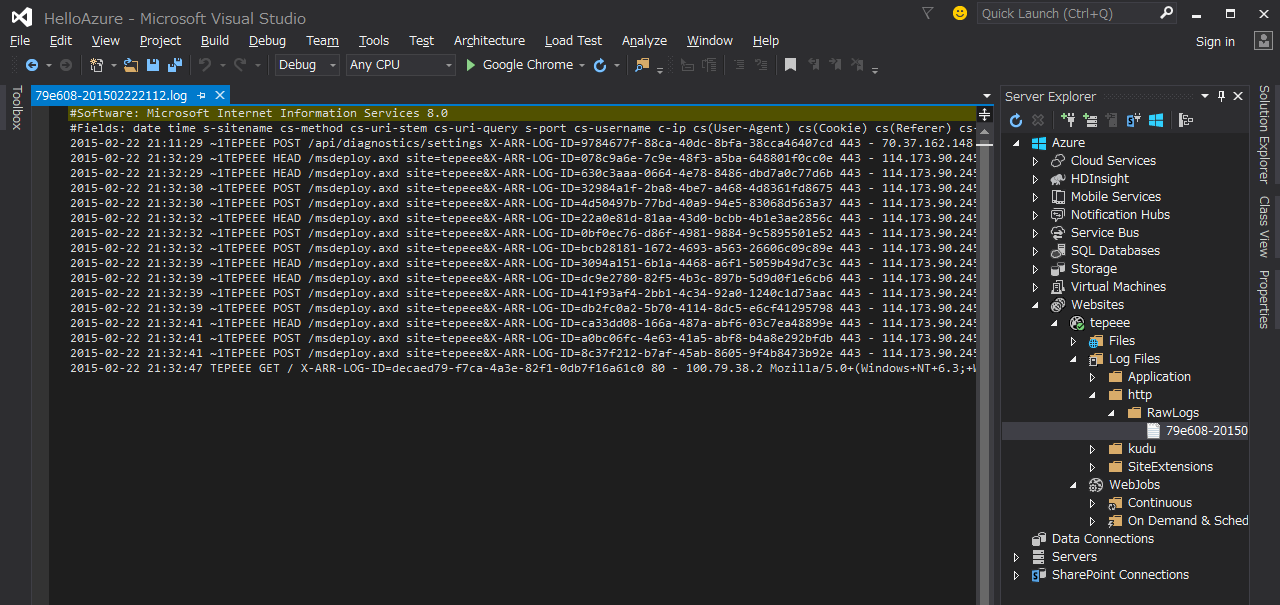 HelloAzure - Microsoft Visual Studio
Quick Launch (Ctrl+Q)
File Edit View Project Build Debug Team Tools Test Architecture Load Test Analyze Window Help
Sign in
Debug Any CPU Google Chrome
Toolbox
79e608-201502222112.log
#Software: Microsoft Internet Information Services 8.0
#Fields: date time s-sitename cs-method cs-uri-stem cs-uri-query s-port cs-username c-ip cs(User-Agent) cs(Cookie) cs(Referer) cs-
2015-02-22 21:11:29 ~1TEPEEE POST /api/diagnostics/settings X-ARR-LOG-ID=9784677f-88ca-40dc-8bfa-38cca46407cd 443 - 70.37.162.148
2015-02-22 21:32:29 ~1TEPEEE HEAD /msdeploy.axd site=tepeee&X-ARR-LOG-ID=078c9a6e-7c9e-48f3-a5ba-648801f0cc0e 443 - 114.173.90.245
2015-02-22 21:32:29 ~1TEPEEE HEAD /msdeploy.axd site=tepeee&X-ARR-LOG-ID=630c3aaa-0664-4e78-8486-dbd7a0c77d6b 443 - 114.173.90.245
2015-02-22 21:32:30 ~1TEPEEE POST /msdeploy.axd site=tepeee&X-ARR-LOG-ID=32984a1f-2ba8-4be7-a468-4d8361fd8675 443 - 114.173.90.245
2015-02-22 21:32:30 ~1TEPEEE POST /msdeploy.axd site=tepeee&X-ARR-LOG-ID=4d50497b-77bd-40a9-94e5-83068d563a37 443 - 114.173.90.245
2015-02-22 21:32:32 ~1TEPEEE HEAD /msdeploy.axd site=tepeee&X-ARR-LOG-ID=22a0e81d-81aa-43d0-bcbb-4b1e3ae2856c 443 - 114.173.90.245
2015-02-22 21:32:32 ~1TEPEEE POST /msdeploy.axd site=tepeee&X-ARR-LOG-ID=0bf0ec76-d86f-4981-9884-9c5895501e52 443 - 114.173.90.245
2015-02-22 21:32:32 ~1TEPEEE POST /msdeploy.axd site=tepeee&X-ARR-LOG-ID=bcb28181-1672-4693-a563-26606c09c89e 443 - 114.173.90.245
2015-02-22 21:32:39 ~1TEPEEE HEAD /msdeploy.axd site=tepeee&X-ARR-LOG-ID=3094a151-6b1a-4468-a6f1-5059b49d7c3c 443 - 114.173.90.245
2015-02-22 21:32:39 ~1TEPEEE HEAD /msdeploy.axd site=tepeee&X-ARR-LOG-ID=dc9e2780-82f5-4b3c-897b-5d9d0f1e6cb6 443 - 114.173.90.245
2015-02-22 21:32:39 ~1TEPEEE POST /msdeploy.axd site=tepeee&X-ARR-LOG-ID=41f93af4-2bb1-4c34-92a0-1240c1d73aac 443 - 114.173.90.245
2015-02-22 21:32:39 ~1TEPEEE POST /msdeploy.axd site=tepeee&X-ARR-LOG-ID=db2fc0a2-5b70-4114-8dc5-e6cf41295798 443 - 114.173.90.245
2015-02-22 21:32:41 ~1TEPEEE HEAD /msdeploy.axd site=tepeee&X-ARR-LOG-ID=ca33dd08-166a-487a-abf6-03c7ea48899e 443 - 114.173.90.245
2015-02-22 21:32:41 ~1TEPEEE POST /msdeploy.axd site=tepeee&X-ARR-LOG-ID=a0bc06fc-4e63-41a5-abf8-b4a8e292bfdb 443 - 114.173.90.245
2015-02-22 21:32:41 ~1TEPEEE POST /msdeploy.axd site=tepeee&X-ARR-LOG-ID=8c37f212-b7af-45ab-8605-9f4b8473b92e 443 - 114.173.90.245
2015-02-22 21:32:47 TEPEEE GET / X-ARR-LOG-ID=decaed79-f7ca-4a3e-82f1-0db7f16a61c0 80 - 100.79.38.2 Mozilla/5.0+(Windows+NT+6.3;+W
Server Explorer
Azure
Cloud Services
HDInsight
Mobile Services
Notification Hubs
Service Bus
SQL Databases
Storage
Virtual Machines
Websites
tepeee
Files
Log Files
Application
http
RawLogs
79e608-20150
kudu
SiteExtensions
WebJobs
Continuous
On Demand & Sched
Data Connections
Servers
SharePoint Connections
Solution Explorer
Class View
Properties